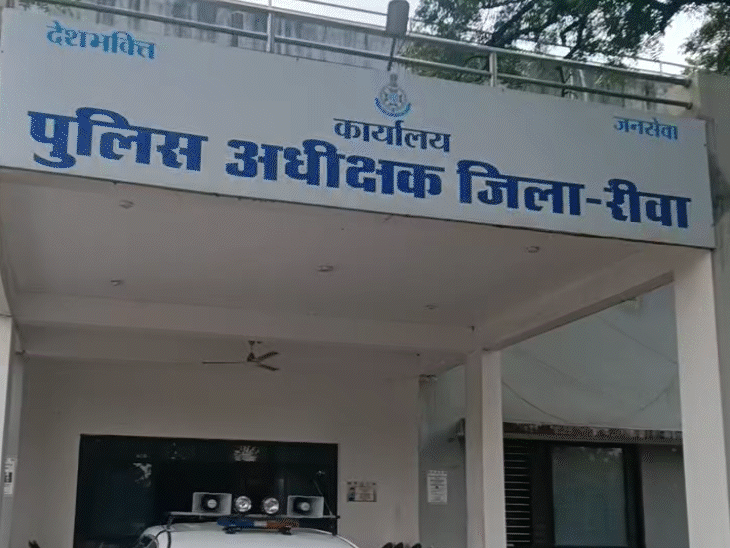 देशभक्ति
जनसेवा
कार्यालय
पुलिस अधीक्षक जिला-रीवा